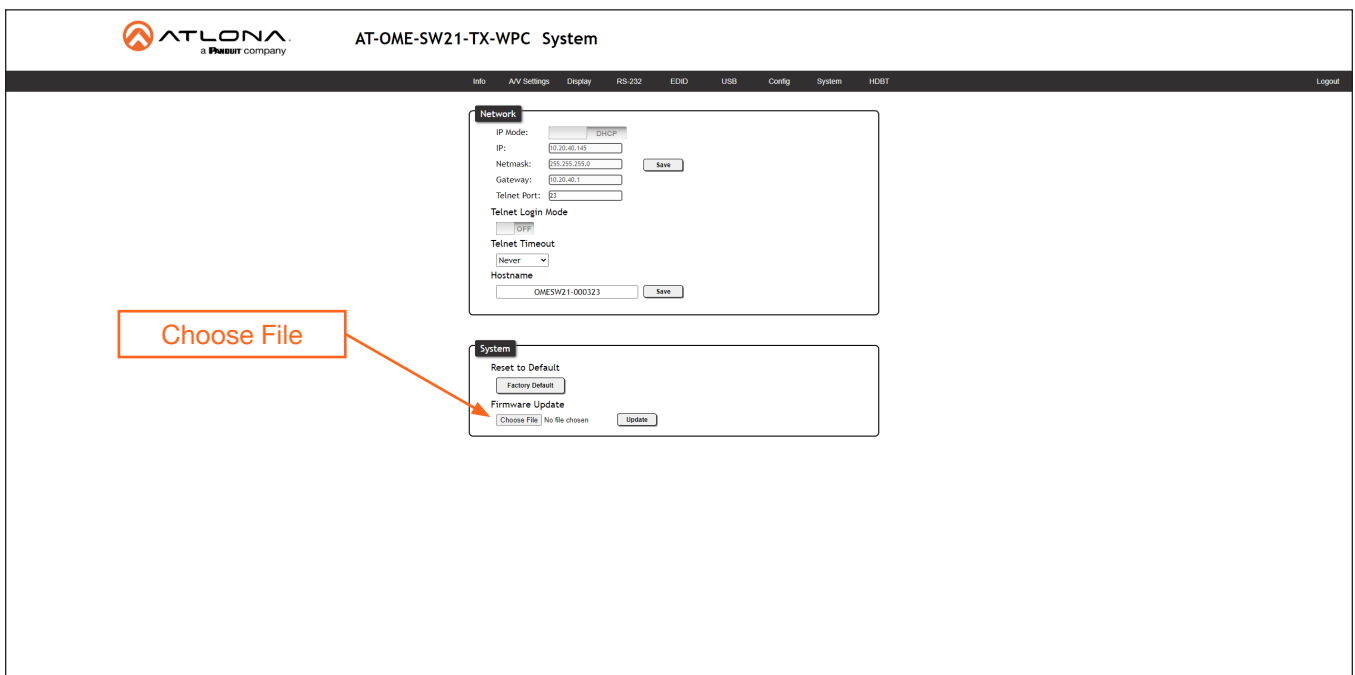 ATLONA.
a PANDUIT company
AT-OME-SW21-TX-WPC System
Info A/V Settings Display RS-232 EDID USB Config System HDBT Logout
Network
IP Mode: DHCP
IP: 10.20.40.145
Netmask: 255.255.255.0 Save
Gateway: 10.20.40.1
Telnet Port: 23
Telnet Login Mode
OFF
Telnet Timeout
Never
Hostname
OMESW21-000323 Save
Choose File
System
Reset to Default
Factory Default
Firmware Update
Choose File No file chosen Update